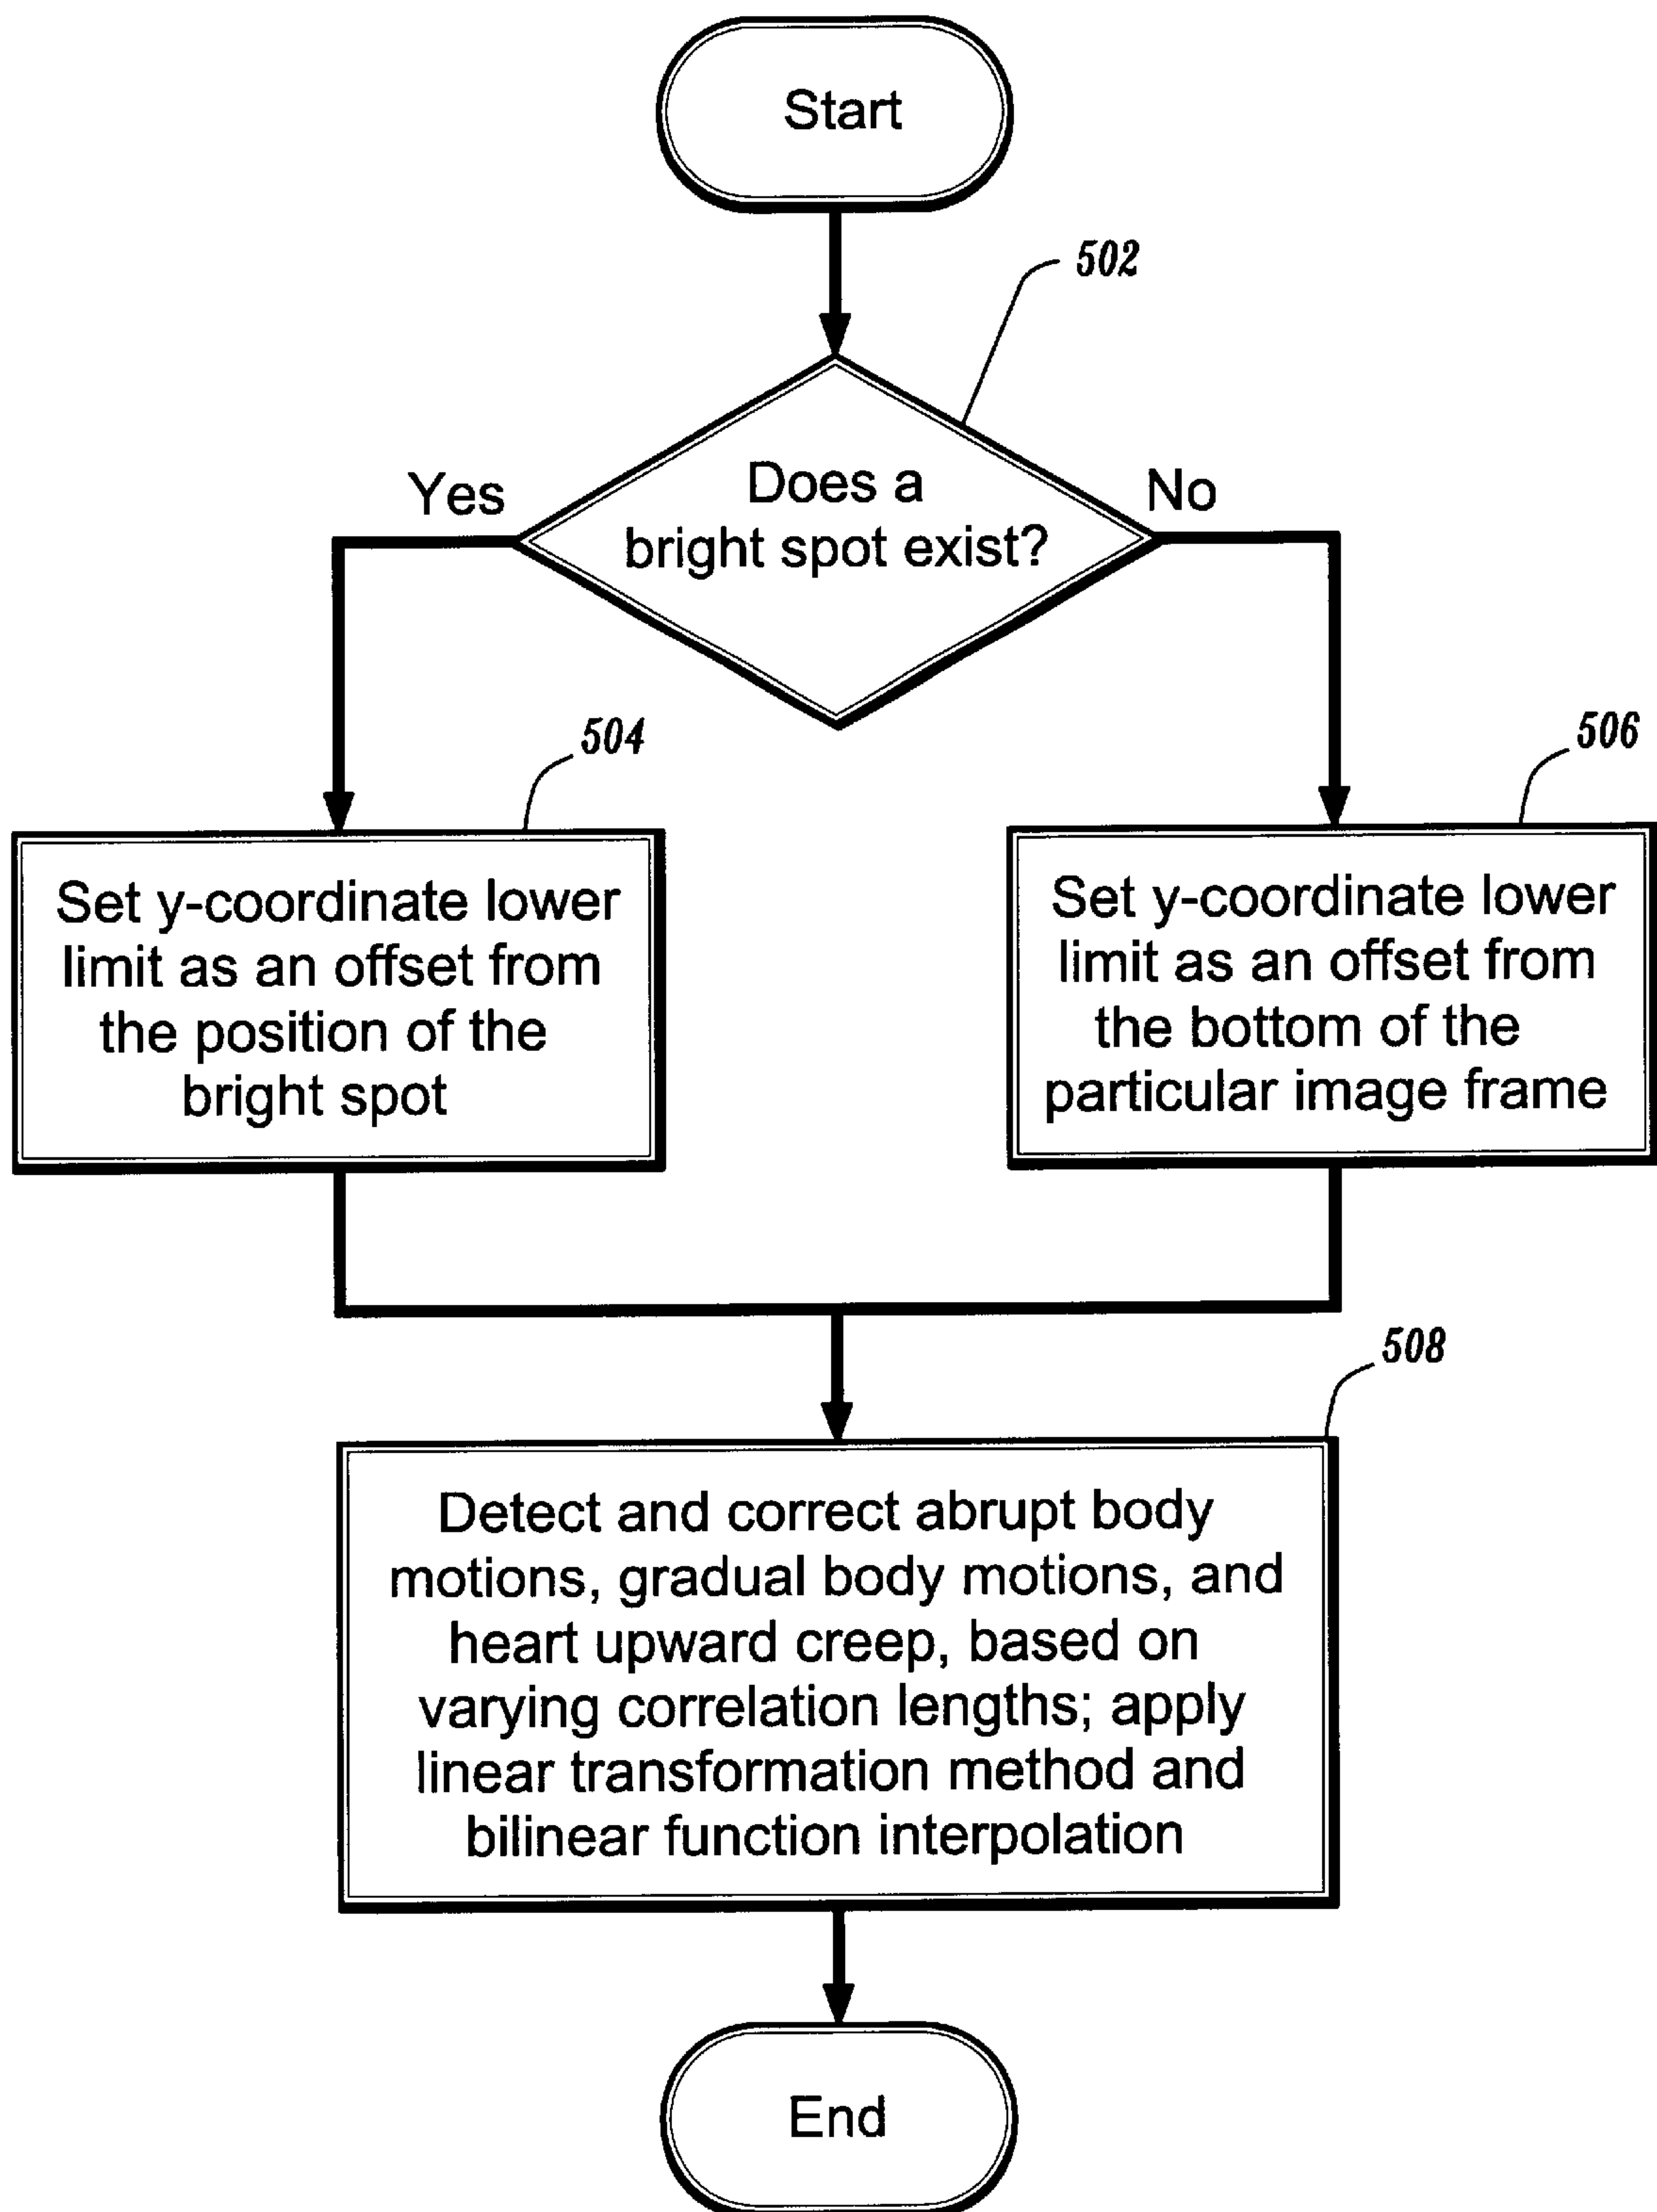 Start
502
Does a
bright spot exist?
Yes
No
504
506
Set y-coordinate lower
limit as an offset from
the position of the
bright spot
Set y-coordinate lower
limit as an offset from
the bottom of the
particular image frame
508
Detect and correct abrupt body
motions, gradual body motions, and
heart upward creep, based on
varying correlation lengths; apply
linear transformation method and
bilinear function interpolation
End